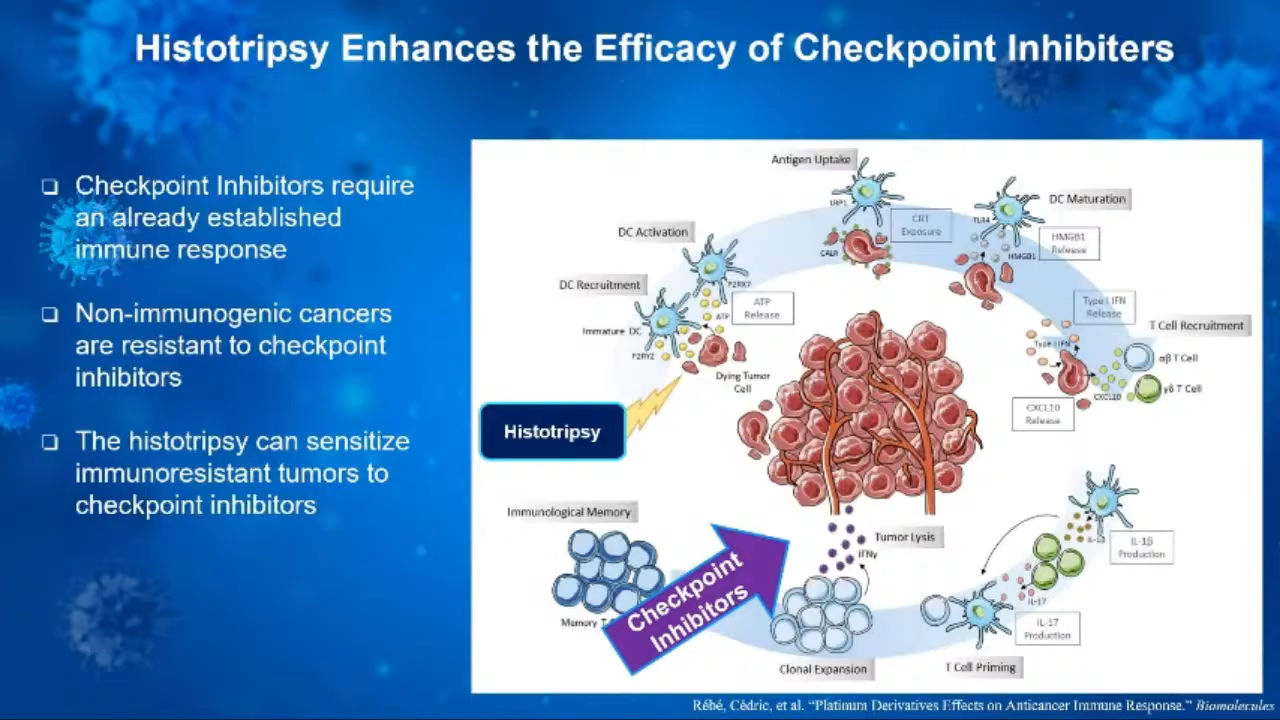 Histotripsy Enhances the Efficacy of Checkpoint Inhibiters
❑ Checkpoint Inhibitors require
an already established
immune response
❑ Non-immunogenic cancers
are resistant to checkpoint
inhibitors
❑ The histotripsy can sensitize
immunoresistant tumors to
checkpoint inhibitors
Antigen Uptake
LRP1
CRT
Exposure
CALR
DC Maturation
TLR4
HMGB1
Release
HMGB1
DC Activation
P2RX7
ATP
Release
ATP
DC Recruitment
Immature DC
P2RY2
Dying Tumor
Cell
Type I IFN
Release
Type I IFN
T Cell Recruitment
αβ T Cell
γδ T Cell
CXCL10
CXCL10
Release
Histotripsy
Immunological Memory
Memory T
Checkpoint
Inhibitors
Tumor Lysis
IFNγ
Clonal Expansion
IL-1β
IL-1β
Production
IL-17
IL-17
Production
T Cell Priming
Rébé, Cédric, et al. “Platinum Derivatives Effects on Anticancer Immune Response.” Biomolecules